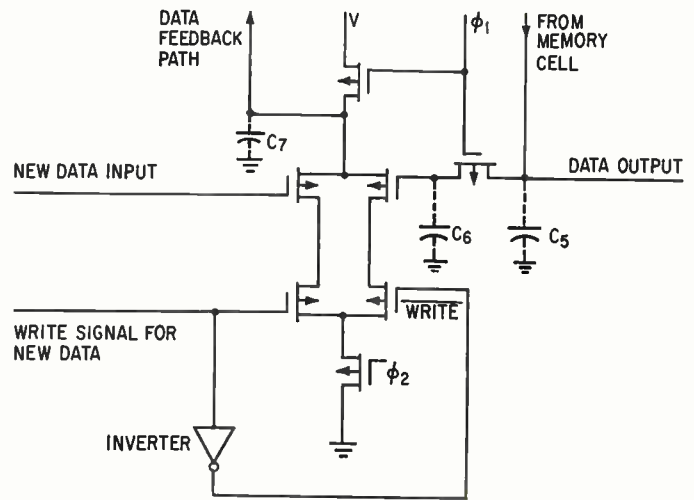 DATA
FEEDBACK
PATH
V
ϕ1
FROM
MEMORY
CELL
C7
NEW DATA INPUT
DATA OUTPUT
C6
C5
WRITE SIGNAL FOR
NEW DATA
WRITE
ϕ2
INVERTER